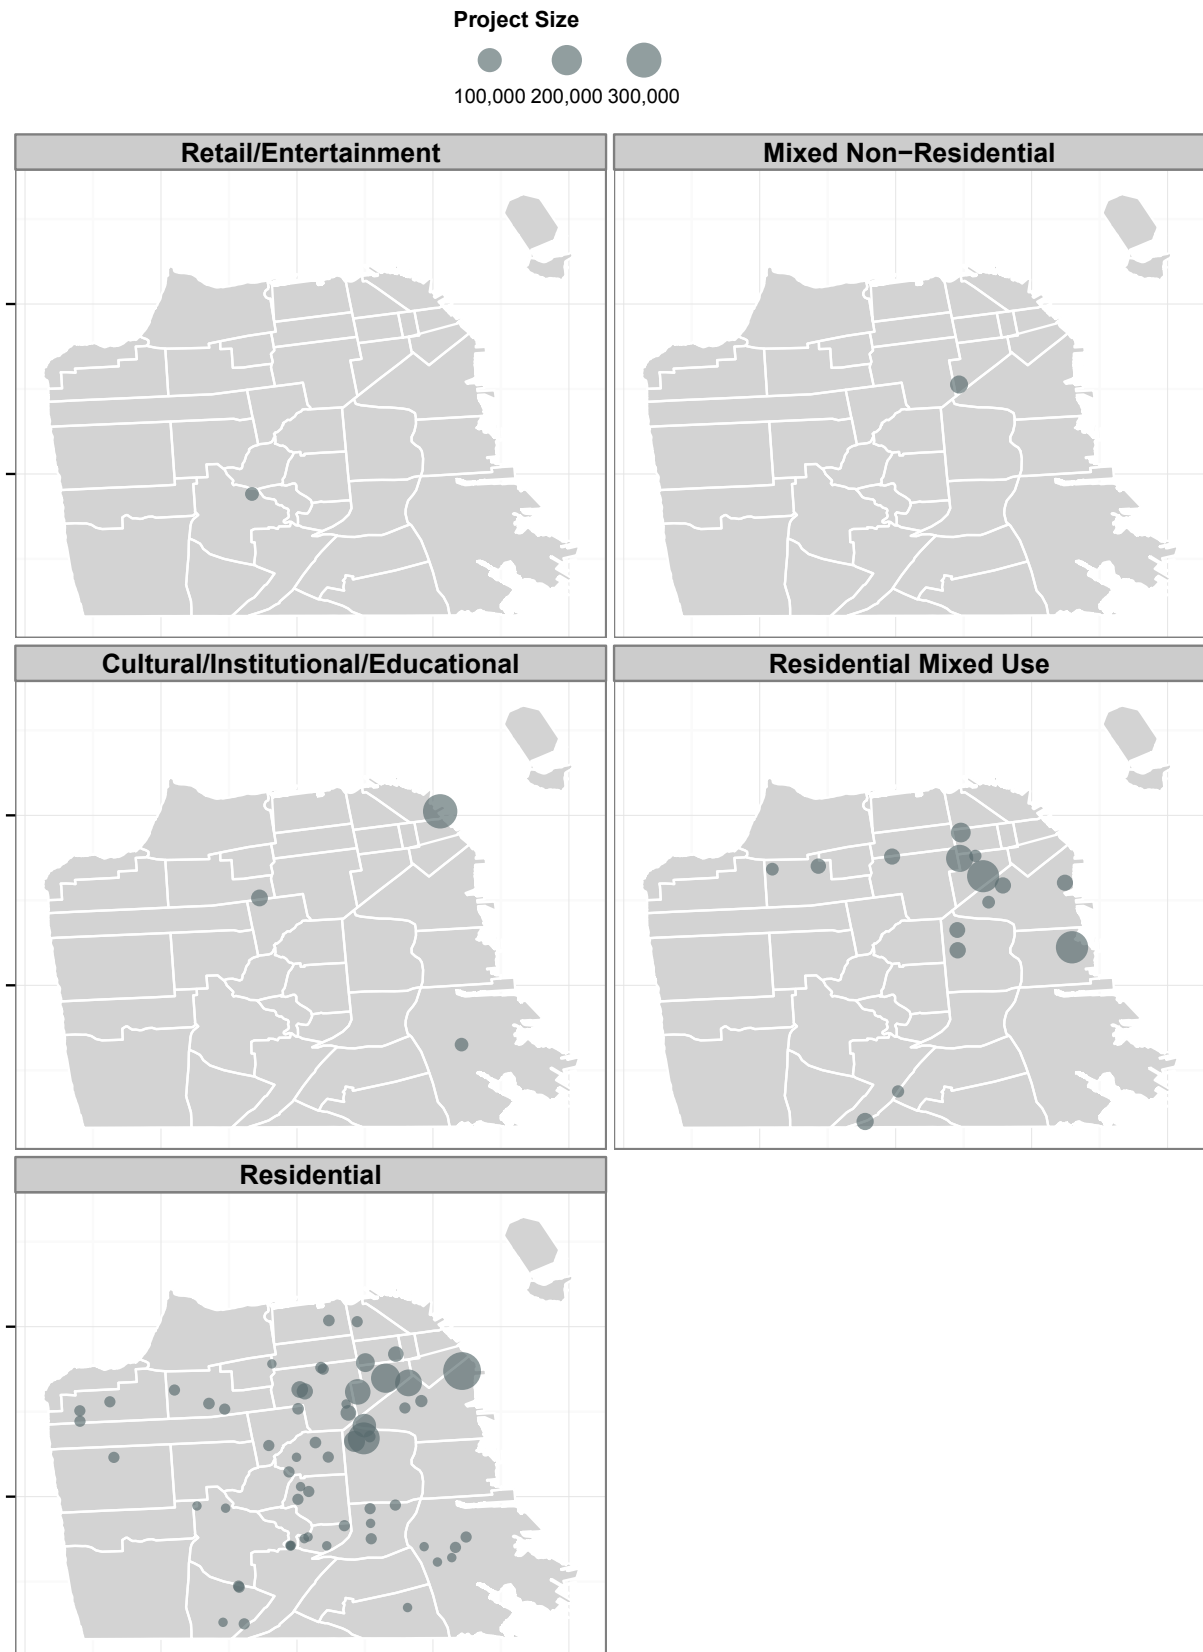 Project Size
100,000 200,000 300,000
Retail/Entertainment
Mixed Non−Residential
Cultural/Institutional/Educational
Residential Mixed Use
Residential